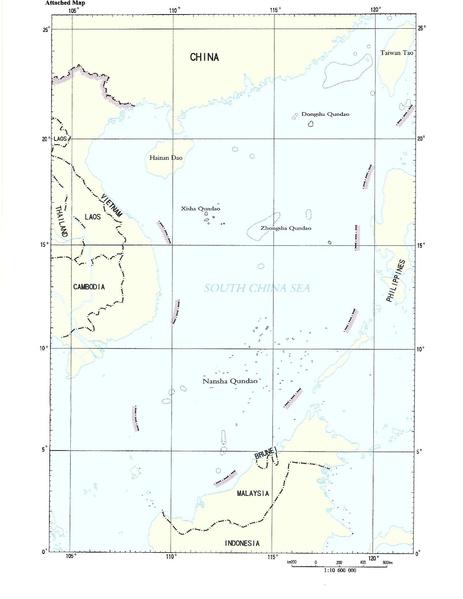 Attached Map
105° 110° 115° 120°
25° 25°
CHINA
Taiwan Tao
Dongsha Qundao
20° 20°
LAOS
Hainan Dao
VIETNAM
THAILAND
LAOS
Xisha Qundao
Zhongsha Qundao
15° 15°
CAMBODIA
SOUTH CHINA SEA
PHILIPPINES
10° 10°
Nansha Qundao
5° 5°
BRUNEI
MALAYSIA
INDONESIA
0° 0°
105° 110° 115° 120°
1:10 600 000